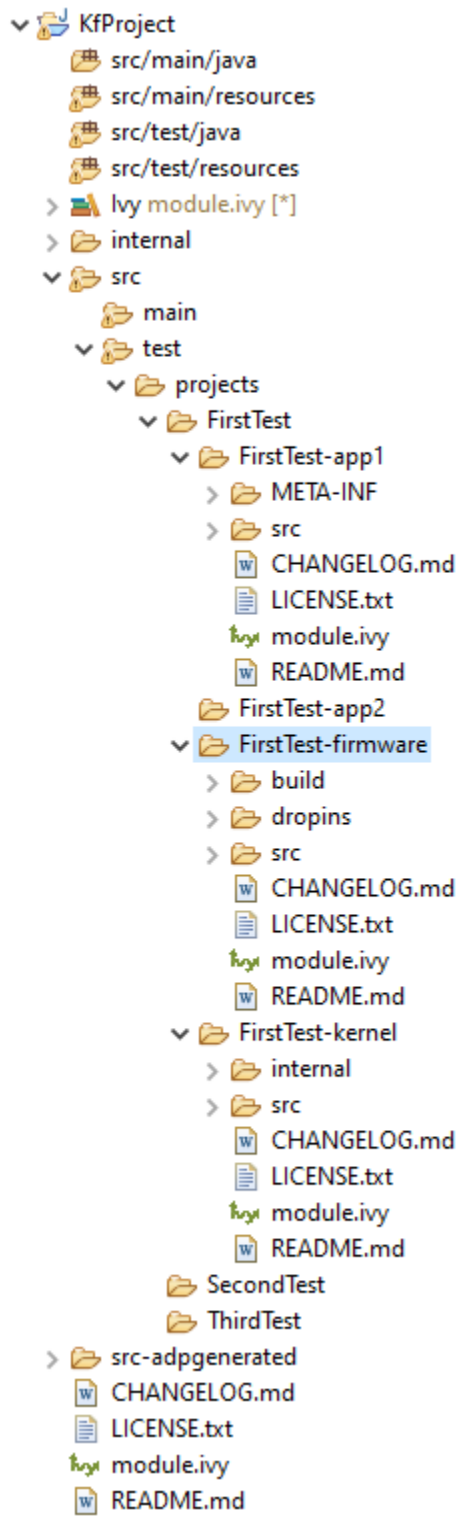 KfProject
src/main/java
src/main/resources
src/test/java
src/test/resources
Ivy module.ivy [*]
internal
src
main
test
projects
FirstTest
FirstTest-app1
META-INF
src
CHANGELOG.md
LICENSE.txt
module.ivy
README.md
FirstTest-app2
FirstTest-firmware
build
dropins
src
CHANGELOG.md
LICENSE.txt
module.ivy
README.md
FirstTest-kernel
internal
src
CHANGELOG.md
LICENSE.txt
module.ivy
README.md
SecondTest
ThirdTest
src-adpgenerated
CHANGELOG.md
LICENSE.txt
module.ivy
README.md